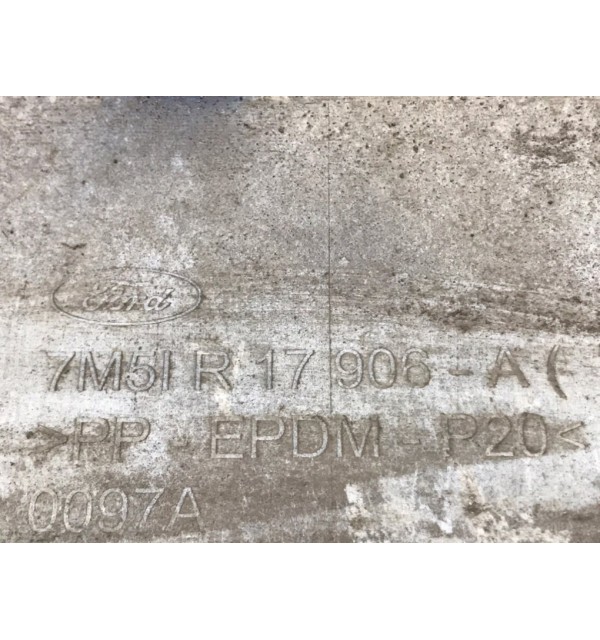 Ford
7M5I R 17 906 - A (
>PP - EPDM - P20<
0097A